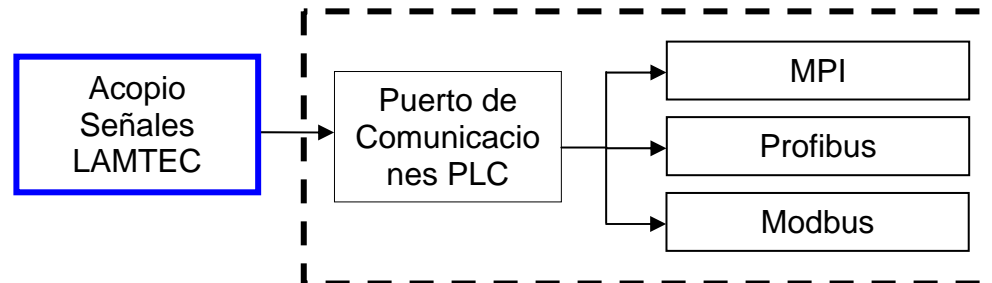 Acopio
Señales
LAMTEC
Puerto de
Comunicacio
nes PLC
MPI
Profibus
Modbus